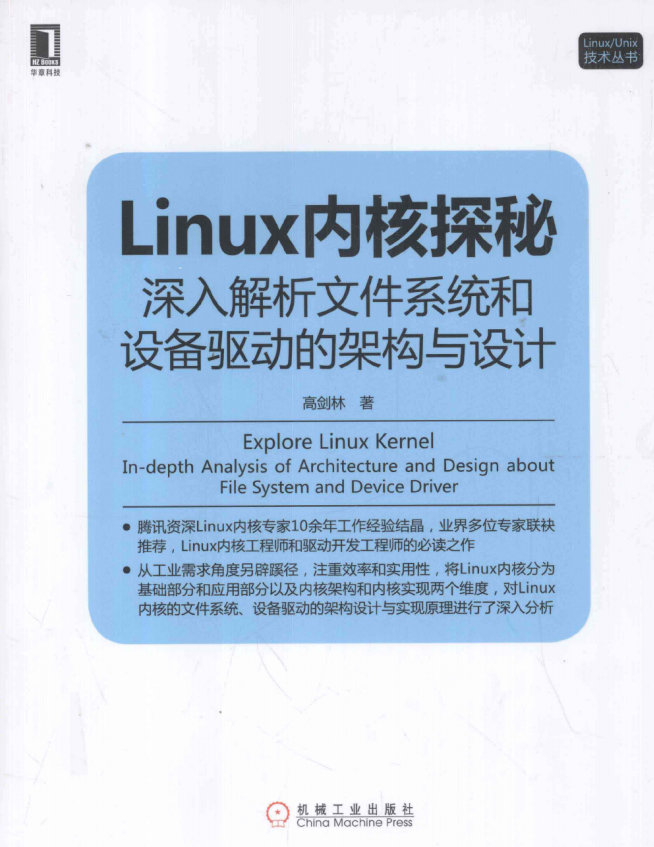 HZ BOOKS
华章科技
Linux/Unix
技术丛书
Linux内核探秘
深入解析文件系统和
设备驱动的架构与设计
高剑林 著
Explore Linux Kernel
In-depth Analysis of Architecture and Design about
File System and Device Driver
● 腾讯资深Linux内核专家10余年工作经验结晶，业界多位专家联袂
推荐，Linux内核工程师和驱动开发工程师的必读之作
● 从工业需求角度另辟蹊径，注重效率和实用性，将Linux内核分为
基础部分和应用部分以及内核架构和内核实现两个维度，对Linux
内核的文件系统、设备驱动的架构设计与实现原理进行了深入分析
机械工业出版社
China Machine Press